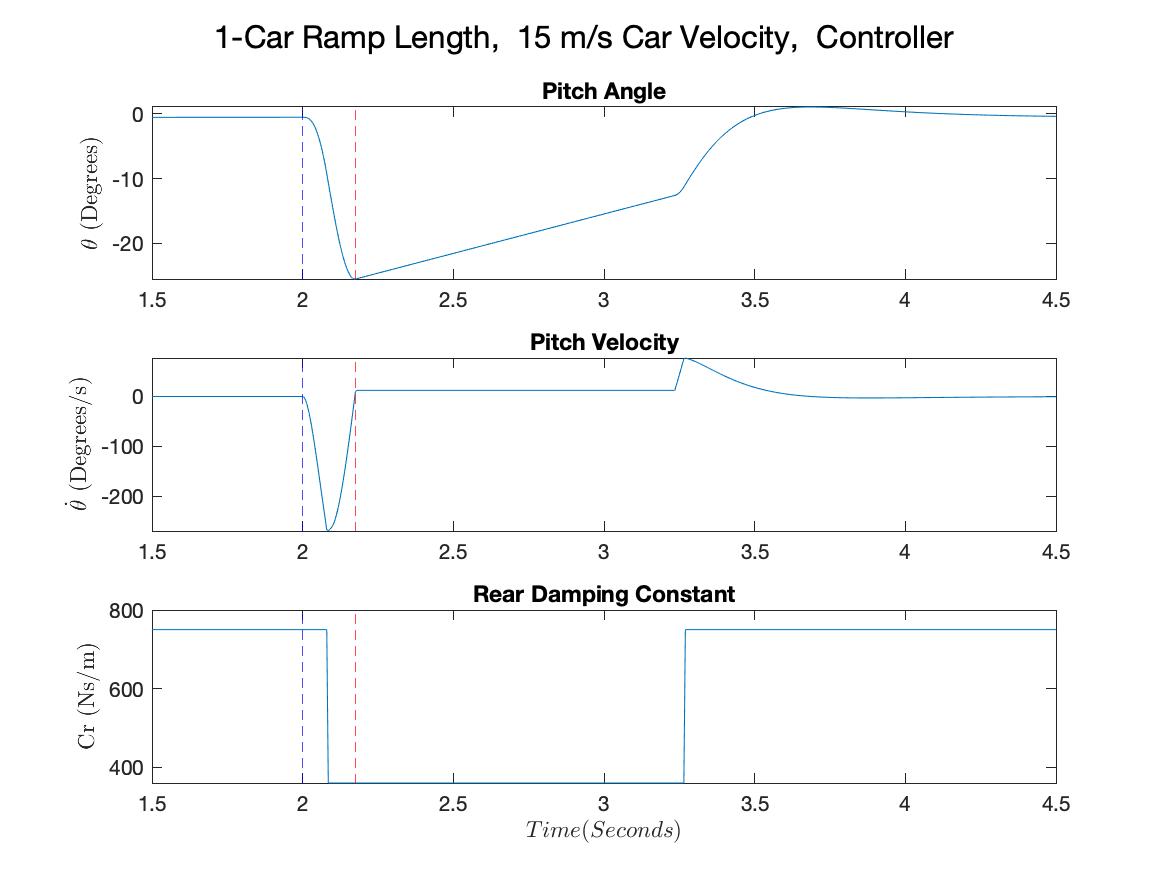 1-Car Ramp Length, 15 m/s Car Velocity, Controller
Pitch Angle
θ (Degrees)
0
-10
-20
1.5 2 2.5 3 3.5 4 4.5
Pitch Velocity
θ̇ (Degrees/s)
0
-100
-200
1.5 2 2.5 3 3.5 4 4.5
Rear Damping Constant
Cr (Ns/m)
800
600
400
1.5 2 2.5 3 3.5 4 4.5
Time(Seconds)